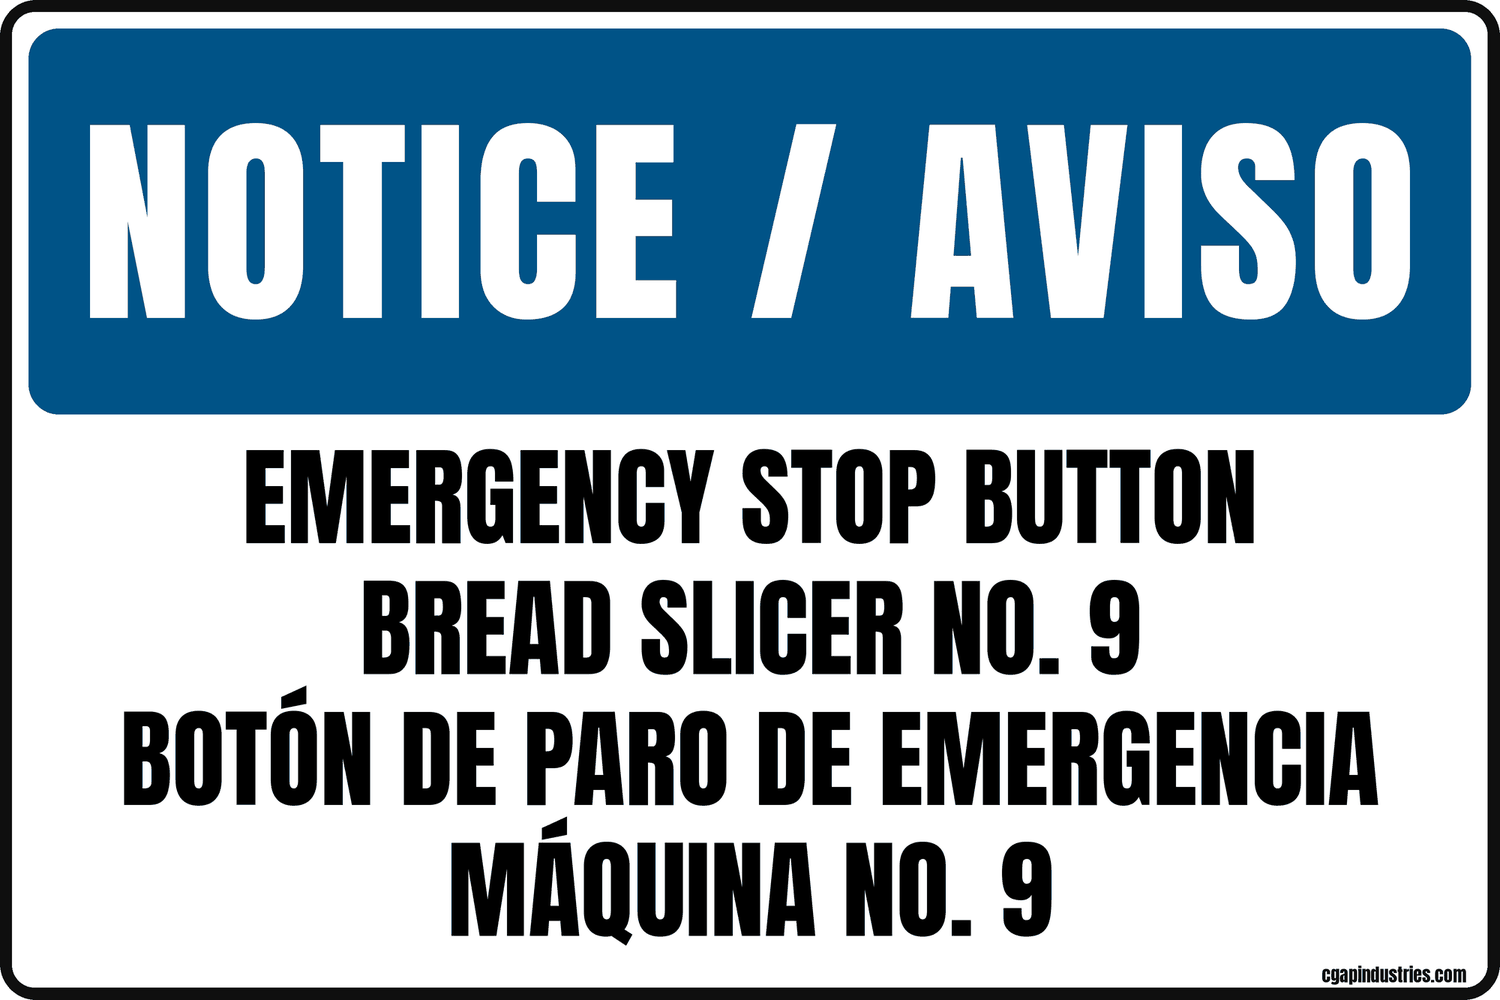 NOTICE / AVISO
EMERGENCY STOP BUTTON
BREAD SLICER NO. 9
BOTÓN DE PARO DE EMERGENCIA
MÁQUINA NO. 9
cgapindustries.com